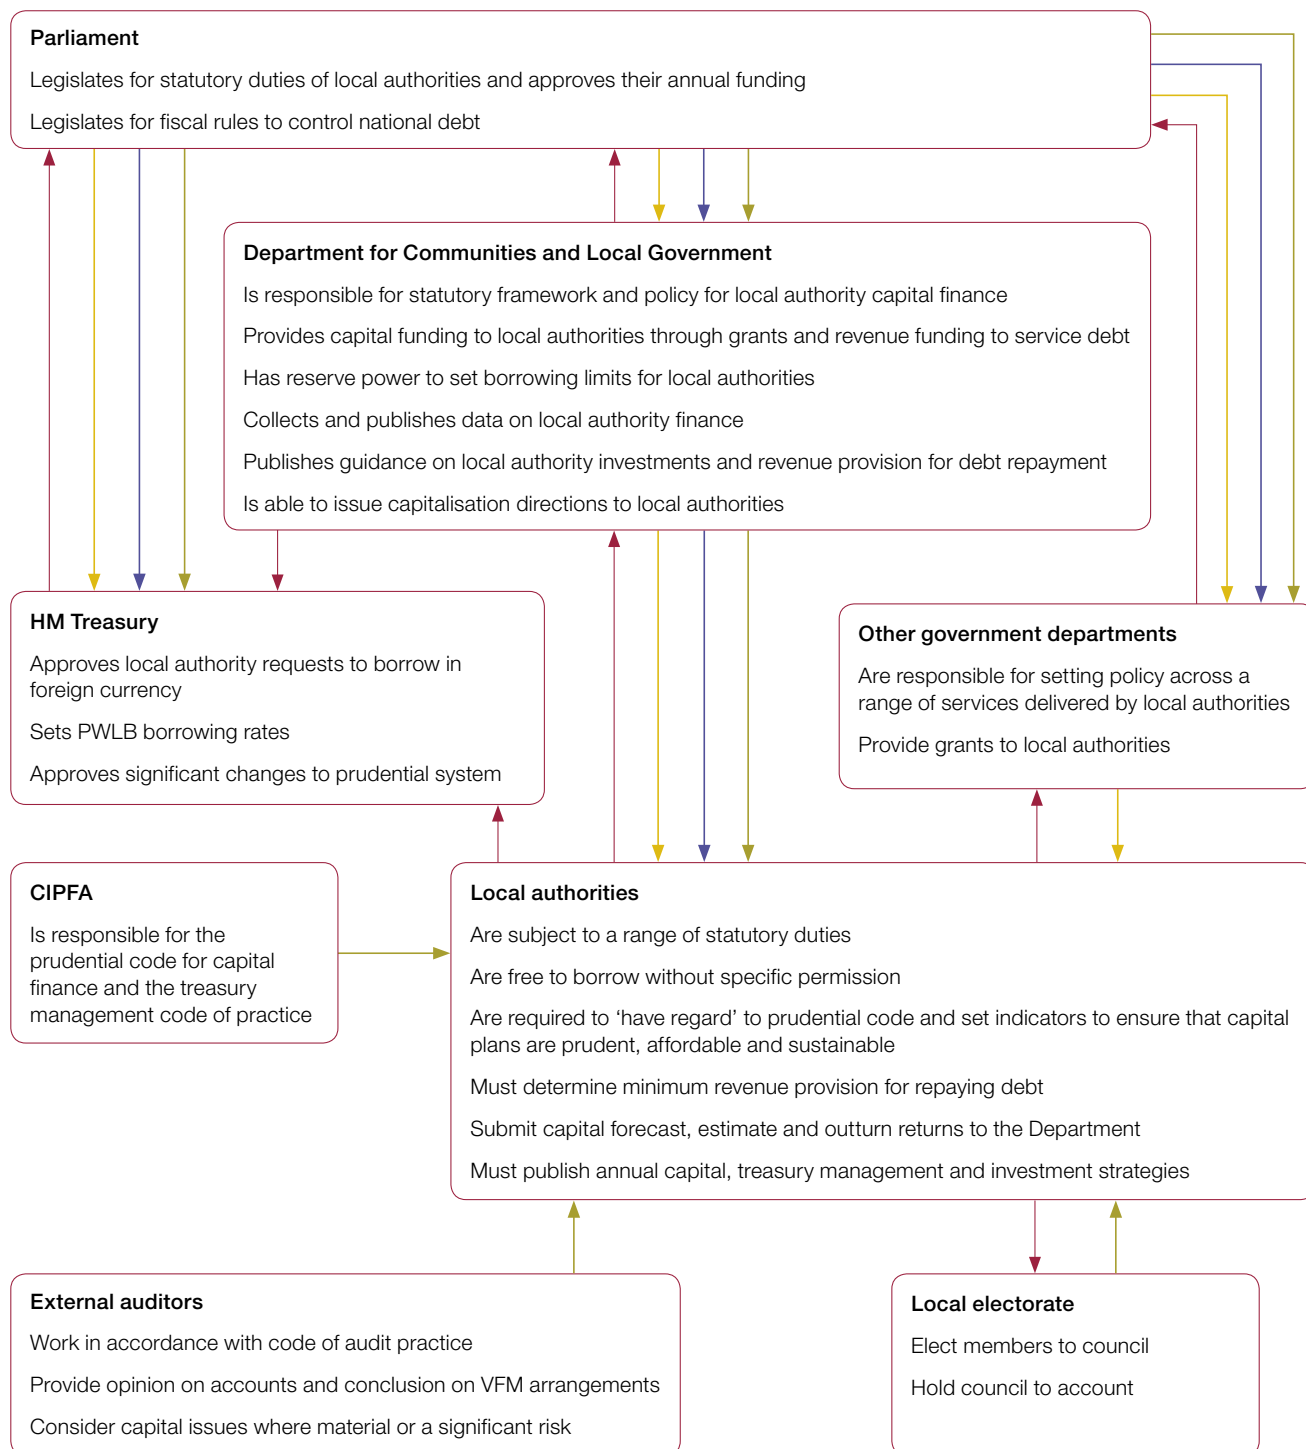 Parliament
Legislates for statutory duties of local authorities and approves their annual funding
Legislates for fiscal rules to control national debt
Department for Communities and Local Government
Is responsible for statutory framework and policy for local authority capital finance
Provides capital funding to local authorities through grants and revenue funding to service debt
Has reserve power to set borrowing limits for local authorities
Collects and publishes data on local authority finance
Publishes guidance on local authority investments and revenue provision for debt repayment
Is able to issue capitalisation directions to local authorities
HM Treasury
Approves local authority requests to borrow in
foreign currency
Sets PWLB borrowing rates
Approves significant changes to prudential system
Other government departments
Are responsible for setting policy across a
range of services delivered by local authorities
Provide grants to local authorities
CIPFA
Is responsible for the
prudential code for capital
finance and the treasury
management code of practice
Local authorities
Are subject to a range of statutory duties
Are free to borrow without specific permission
Are required to ‘have regard’ to prudential code and set indicators to ensure that capital
plans are prudent, affordable and sustainable
Must determine minimum revenue provision for repaying debt
Submit capital forecast, estimate and outturn returns to the Department
Must publish annual capital, treasury management and investment strategies
External auditors
Work in accordance with code of audit practice
Provide opinion on accounts and conclusion on VFM arrangements
Consider capital issues where material or a significant risk
Local electorate
Elect members to council
Hold council to account